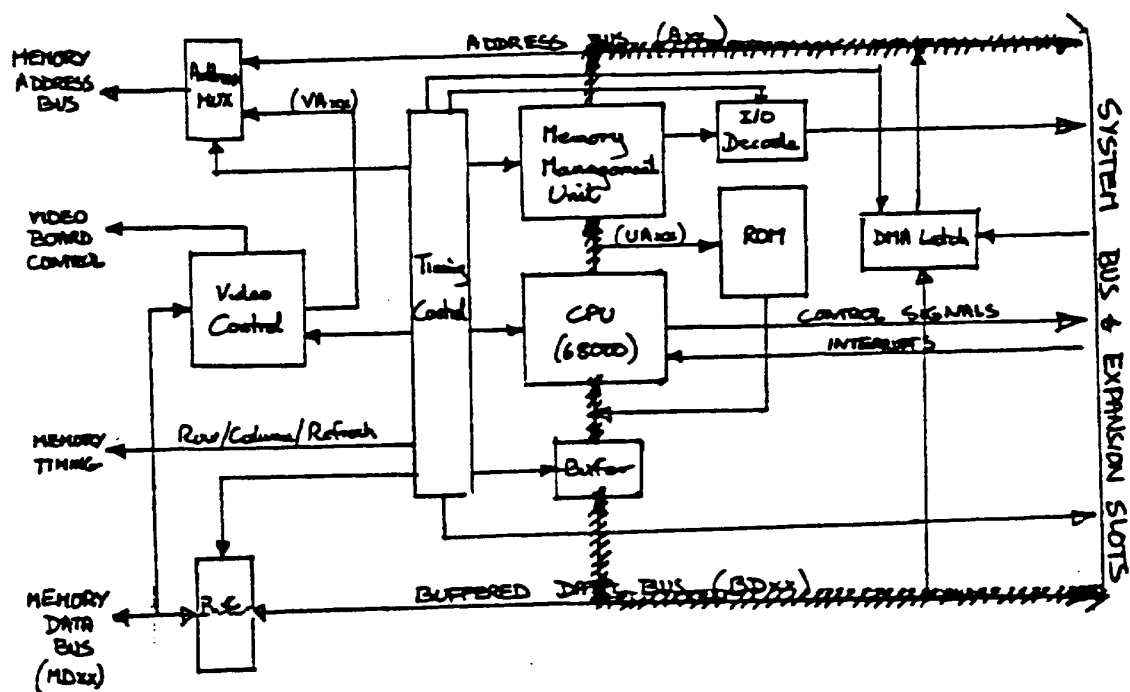 ADDRESS BUS (Axx)
MEMORY
ADDRESS
BUS
Address
MUX
(VAxx)
Memory
Management
Unit
I/O
Decode
VIDEO
BOARD
CONTROL
Video
Control
Timing
Control
(UAxx)
ROM
DMA Latch
CPU
(68000)
CONTROL SIGNALS
INTERRUPTS
MEMORY
TIMING
Row/Column/Refresh
Buffer
MEMORY
DATA
BUS
(MDxx)
BUFFERED DATA BUS (BDxx)
SYSTEM BUS & EXPANSION SLOTS